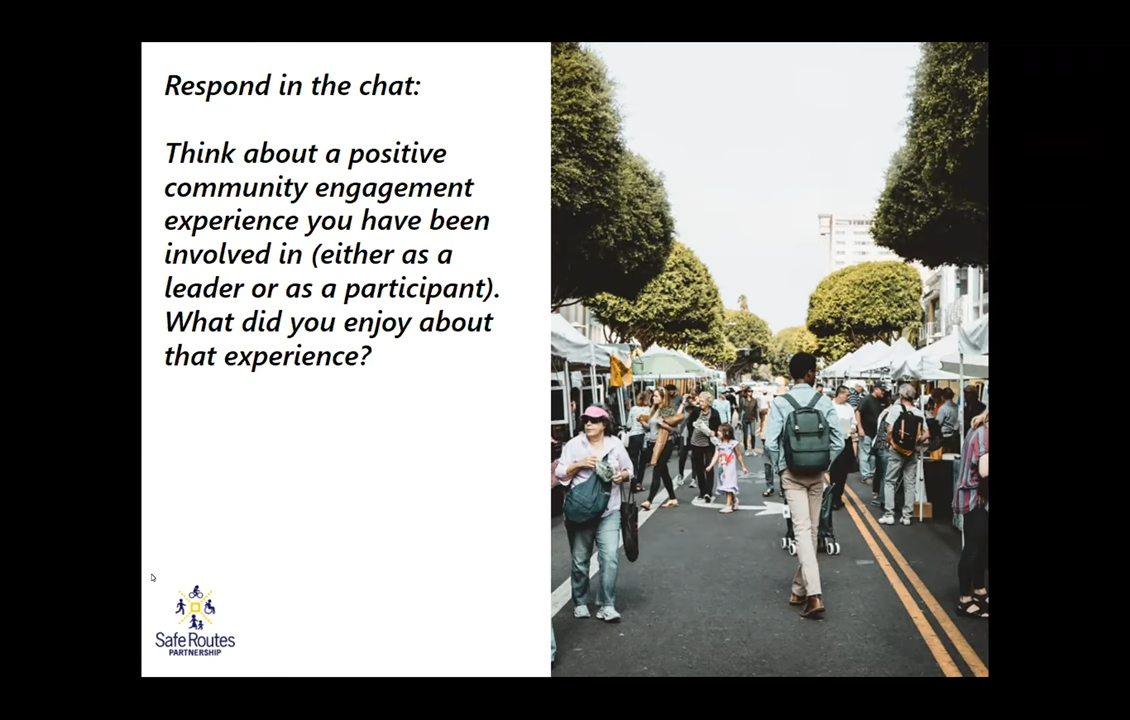 Respond in the chat:
Think about a positive
community engagement
experience you have been
involved in (either as a
leader or as a participant).
What did you enjoy about
that experience?
Safe Routes
PARTNERSHIP